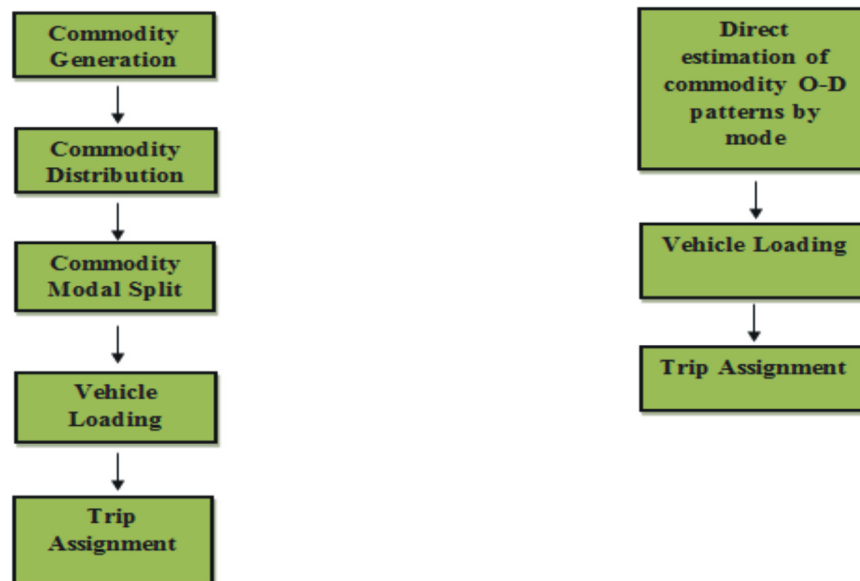 Commodity
Generation
Commodity
Distribution
Commodity
Modal Split
Vehicle
Loading
Trip
Assignment
Direct
estimation of
commodity O-D
patterns by
mode
Vehicle Loading
Trip Assignment